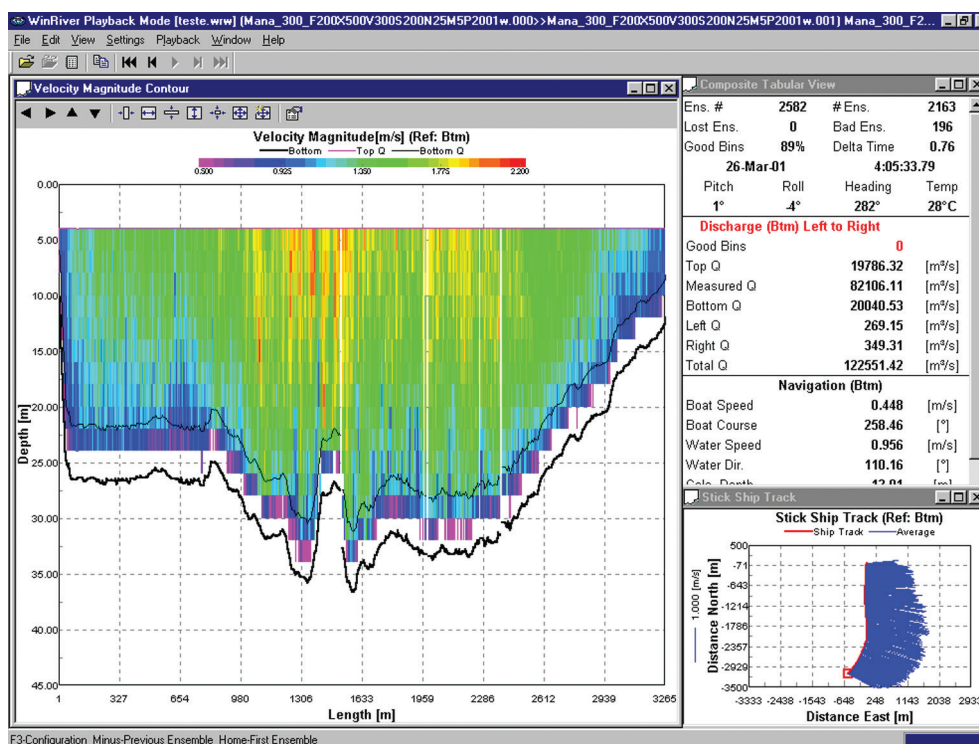 WinRiver Playback Mode [teste.wrw] (Mana_300_F200X500V300S200N25M5P2001w.000>>Mana_300_F200X500V300S200N25M5P2001w.001) Mana_300_F2...
File Edit View Settings Playback Window Help
Velocity Magnitude Contour
Velocity Magnitude[m/s] (Ref: Btm)
Bottom Top Q Bottom Q
0.500 0.925 1.350 1.775 2.200
0.00
5.00
10.00
15.00
20.00
25.00
30.00
35.00
40.00
45.00
Depth [m]
1 327 654 980 1306 1633 1959 2286 2612 2939 3265
Length [m]
Composite Tabular View
Ens. # 2582 # Ens. 2163
Lost Ens. 0 Bad Ens. 196
Good Bins 89% Delta Time 0.76
26-Mar-01 4:05:33.79
Pitch Roll Heading Temp
1° -4° 282° 28°C
Discharge (Btm) Left to Right
Good Bins 0
Top Q 19786.32 [m³/s]
Measured Q 82106.11 [m³/s]
Bottom Q 20040.53 [m³/s]
Left Q 269.15 [m³/s]
Right Q 349.31 [m³/s]
Total Q 122551.42 [m³/s]
Navigation (Btm)
Boat Speed 0.448 [m/s]
Boat Course 258.46 [°]
Water Speed 0.956 [m/s]
Water Dir. 110.16 [°]
Stick Ship Track
Stick Ship Track (Ref: Btm)
Ship Track Average
1.000 [m/s]
Distance North [m]
500
-71
-643
-1214
-1786
-2357
-2929
-3500
-3333 -2438 -1543 -648 248 1143 2038 2933
Distance East [m]
F3-Configuration Minus-Previous Ensemble Home-First Ensemble